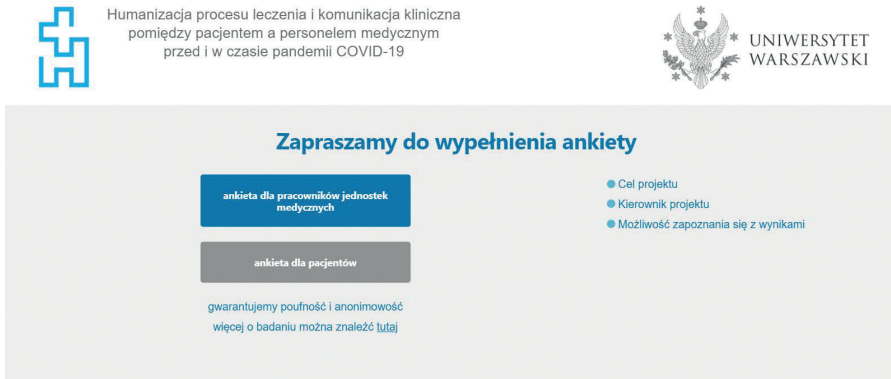 Humanizacja procesu leczenia i komunikacja kliniczna
pomiędzy pacjentem a personelem medycznym
przed i w czasie pandemii COVID-19
UNIWERSYTET
WARSZAWSKI
Zapraszamy do wypełnienia ankiety
ankieta dla pracowników jednostek
medycznych
ankieta dla pacjentów
gwarantujemy poufność i anonimowość
więcej o badaniu można znaleźć tutaj
Cel projektu
Kierownik projektu
Możliwość zapoznania się z wynikami